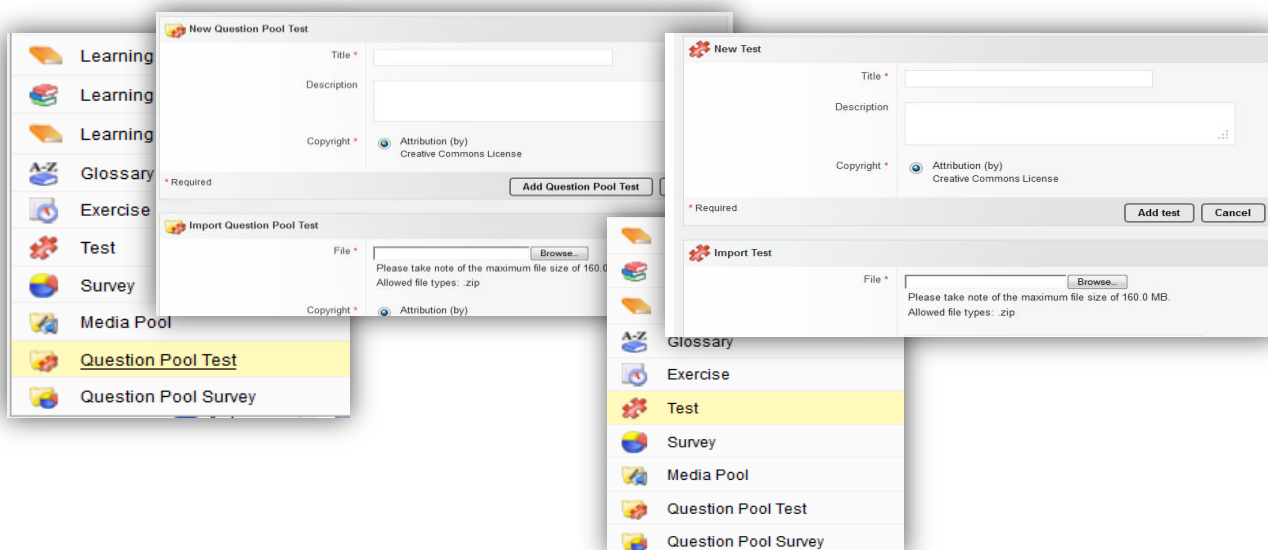 Learning
Learning
Learning
A-Z Glossary
Exercise
Test
Survey
Media Pool
Question Pool Test
Question Pool Survey
New Question Pool Test
Title *
Description
Copyright *
Attribution (by)
Creative Commons License
* Required
Add Question Pool Test
Import Question Pool Test
File *
Browse...
Please take note of the maximum file size of 160.0
Allowed file types: .zip
Copyright *
Attribution (by)
A-Z Glossary
Exercise
Test
Survey
Media Pool
Question Pool Test
Question Pool Survey
New Test
Title *
Description
Copyright *
Attribution (by)
Creative Commons License
* Required
Add test
Cancel
Import Test
File *
Browse...
Please take note of the maximum file size of 160.0 MB.
Allowed file types: .zip